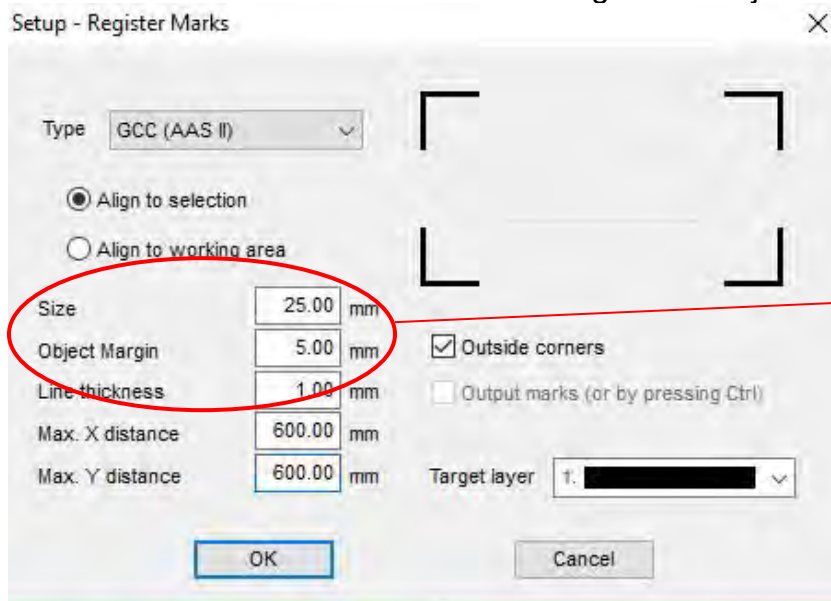 Setup - Register Marks
Type GCC (AAS II)
Align to selection
Align to working area
Size 25.00 mm
Object Margin 5.00 mm
Line thickness 1.00 mm
Max. X distance 600.00 mm
Max. Y distance 600.00 mm
Outside corners
Output marks (or by pressing Ctrl)
Target layer 1.
OK Cancel